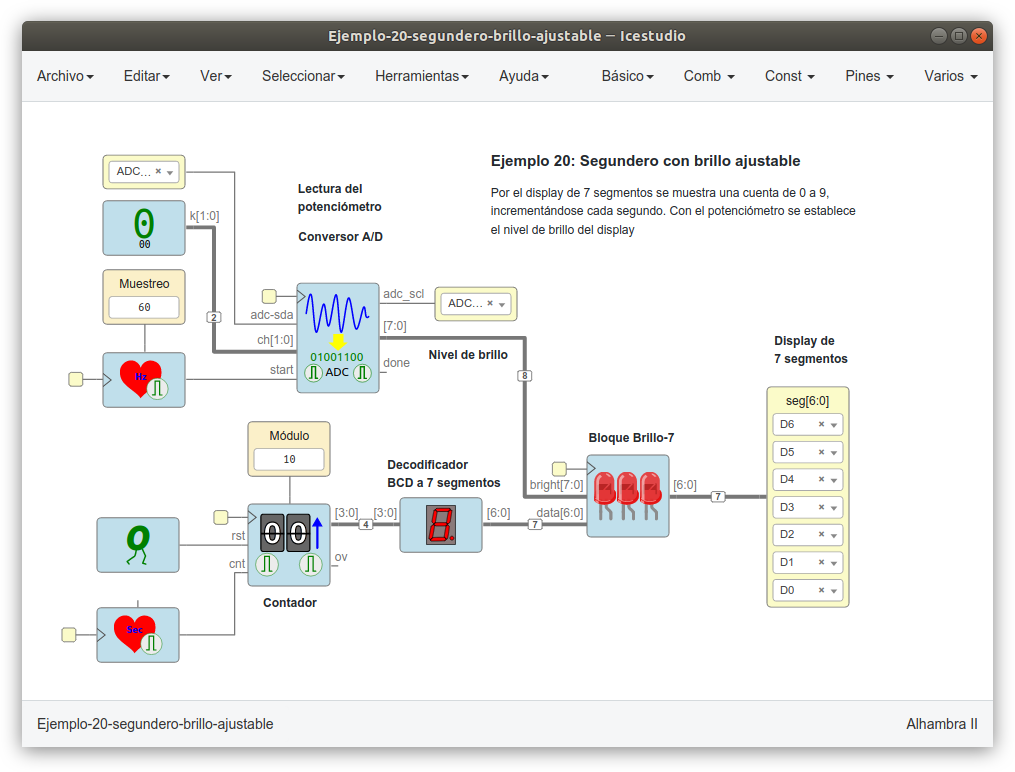 Ejemplo-20-segundero-brillo-ajustable — Icestudio
Archivo Editar Ver Seleccionar Herramientas Ayuda Básico Comb Const Pines Varios
Ejemplo 20: Segundero con brillo ajustable
Por el display de 7 segmentos se muestra una cuenta de 0 a 9,
incrementándose cada segundo. Con el potenciómetro se establece
el nivel de brillo del display
ADC...
Lectura del
potenciómetro
Conversor A/D
0
00
k[1:0]
Muestreo
60
2
adc-sda
ch[1:0]
start
01001100
ADC
adc_scl
[7:0]
done
ADC...
Nivel de brillo
8
Hz
Display de
7 segmentos
seg[6:0]
D6
D5
D4
D3
D2
D1
D0
Módulo
10
Decodificador
BCD a 7 segmentos
Bloque Brillo-7
bright[7:0]
data[6:0]
[6:0]
7
0
rst
cnt
00
[3:0]
4
[3:0]
ov
8.
[6:0]
7
Contador
Sec
Ejemplo-20-segundero-brillo-ajustable
Alhambra II